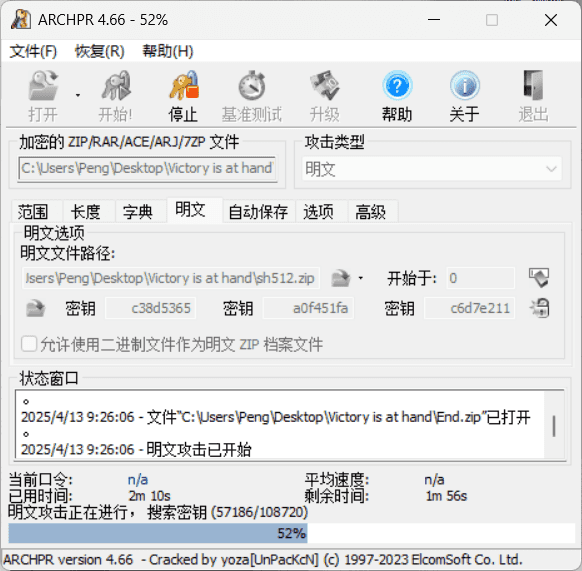 ARCHPR 4.66 - 52%
文件(F) 恢复(R) 帮助(H)
打开 开始! 停止 基准测试 升级 帮助 关于 退出
加密的 ZIP/RAR/ACE/ARJ/7ZP 文件 攻击类型
C:\Users\Peng\Desktop\Victory is at hand 明文
范围 长度 字典 明文 自动保存 选项 高级
明文选项
明文文件路径:
Jsers\Peng\Desktop\Victory is at hand\sh512.zip 开始于: 0
密钥 c38d5365 密钥 a0f451fa 密钥 c6d7e211
允许使用二进制文件作为明文 ZIP 档案文件
状态窗口
。
2025/4/13 9:26:06 - 文件“C:\Users\Peng\Desktop\Victory is at hand\End.zip”已打开
。
2025/4/13 9:26:06 - 明文攻击已开始
当前口令: n/a 平均速度: n/a
已用时间: 2m 10s 剩余时间: 1m 56s
明文攻击正在进行，搜索密钥 (57186/108720)
52%
ARCHPR version 4.66 - Cracked by yoza[UnPacKcN] (c) 1997-2023 ElcomSoft Co. Ltd.